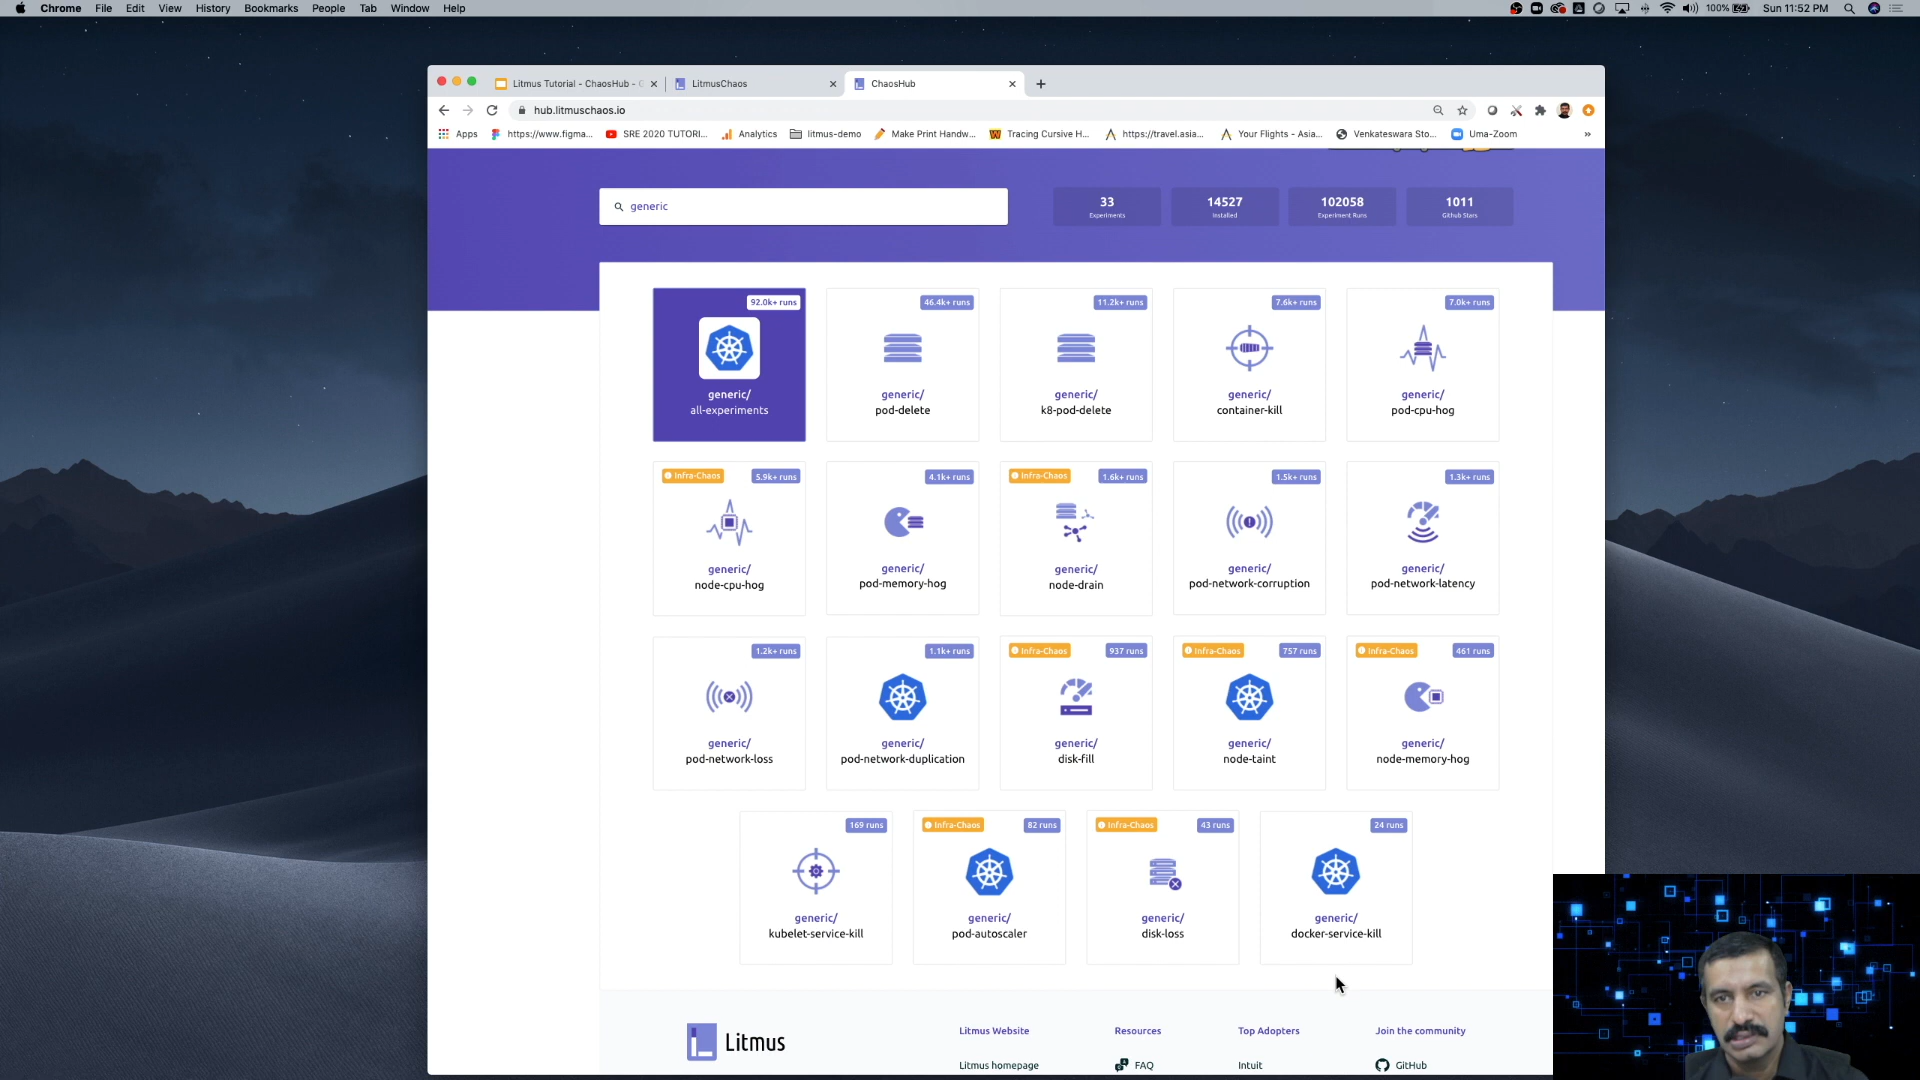 Chrome File Edit View History Bookmarks People Tab Window Help
100% Sun 11:52 PM
Litmus Tutorial - ChaosHub - LitmusChaos ChaosHub
hub.litmuschaos.io
Apps https://www.figma... SRE 2020 TUTORI... Analytics litmus-demo Make Print Handw... Tracing Cursive H... https://travel.asia... Your Flights - Asia... Venkateswara Sto... Uma-Zoom »
generic
33 14527 102058 1011
Experiments Installed Experiment Runs Github Stars
92.0k+ runs 46.4k+ runs 11.2k+ runs 7.6k+ runs 7.0k+ runs
generic/ generic/ generic/ generic/ generic/
all-experiments pod-delete k8-pod-delete container-kill pod-cpu-hog
Infra-Chaos 5.9k+ runs 4.1k+ runs Infra-Chaos 1.6k+ runs 1.5k+ runs 1.3k+ runs
generic/ generic/ generic/ generic/ generic/
node-cpu-hog pod-memory-hog node-drain pod-network-corruption pod-network-latency
1.2k+ runs 1.1k+ runs Infra-Chaos 937 runs Infra-Chaos 757 runs Infra-Chaos 461 runs
generic/ generic/ generic/ generic/ generic/
pod-network-loss pod-network-duplication disk-fill node-taint node-memory-hog
169 runs Infra-Chaos 82 runs Infra-Chaos 43 runs 24 runs
generic/ generic/ generic/ generic/
kubelet-service-kill pod-autoscaler disk-loss docker-service-kill
Litmus Litmus Website Resources Top Adopters Join the community
Litmus homepage FAQ Intuit GitHub